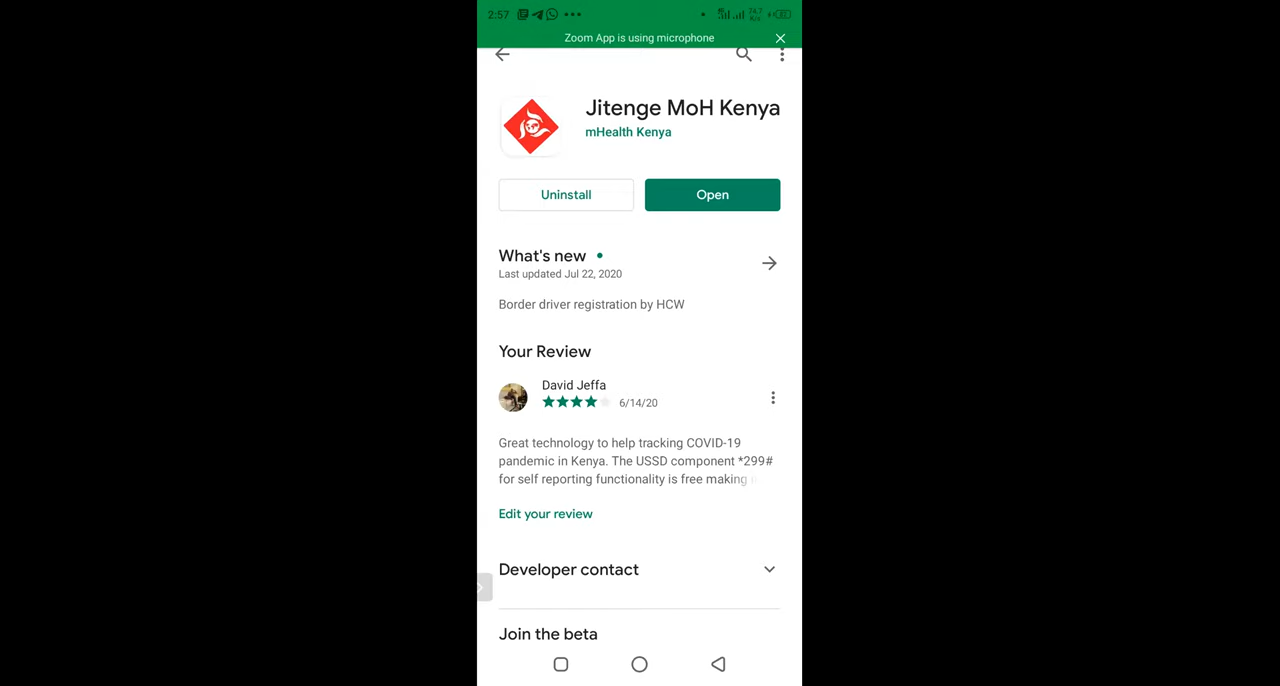 2:57
74.7
Zoom App is using microphone
Jitenge MoH Kenya
mHealth Kenya
Uninstall
Open
What's new
Last updated Jul 22, 2020
Border driver registration by HCW
Your Review
David Jeffa
6/14/20
Great technology to help tracking COVID-19
pandemic in Kenya. The USSD component *299#
for self reporting functionality is free making
Edit your review
Developer contact
Join the beta